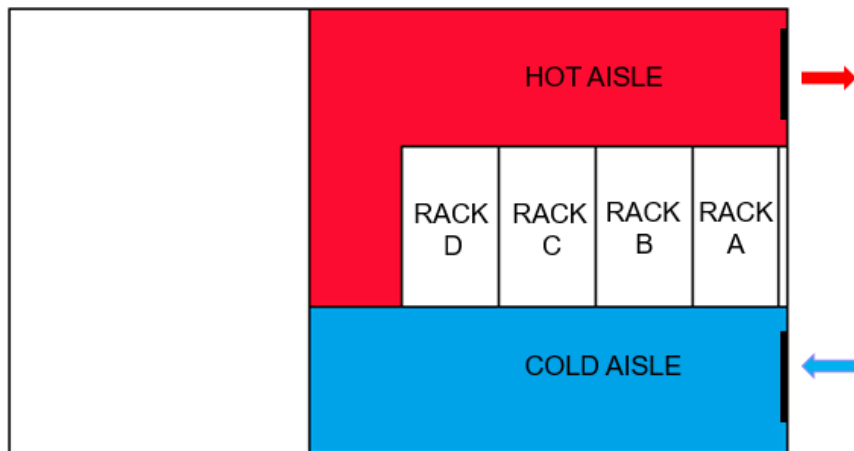 HOT AISLE
RACK
D
RACK
C
RACK
B
RACK
A
COLD AISLE